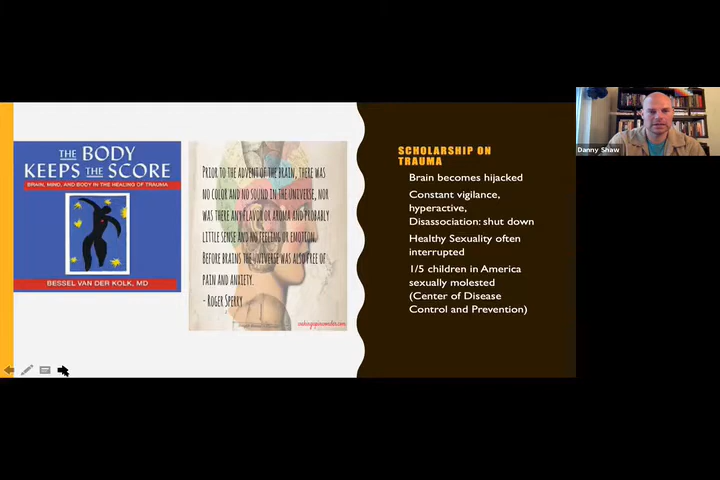 THE BODY
KEEPS THE SCORE
BRAIN, MIND, AND BODY IN THE HEALING OF TRAUMA
BESSEL VAN DER KOLK, MD
PRIOR TO THE ADVENT OF THE BRAIN, THERE WAS
NO COLOR AND NO SOUND IN THE UNIVERSE, NOR
WAS THERE ANY FLAVOR OR AROMA AND PROBABLY
LITTLE SENSE AND NO FEELING OR EMOTION.
BEFORE BRAINS THE UNIVERSE WAS ALSO FREE OF
PAIN AND ANXIETY.
- ROGER SPERRY
SCHOLARSHIP ON
TRAUMA
Brain becomes hijacked
Constant vigilance,
hyperactive,
Disassociation: shut down
Healthy Sexuality often
interrupted
1/5 children in America
sexually molested
(Center of Disease
Control and Prevention)
Danny Shaw